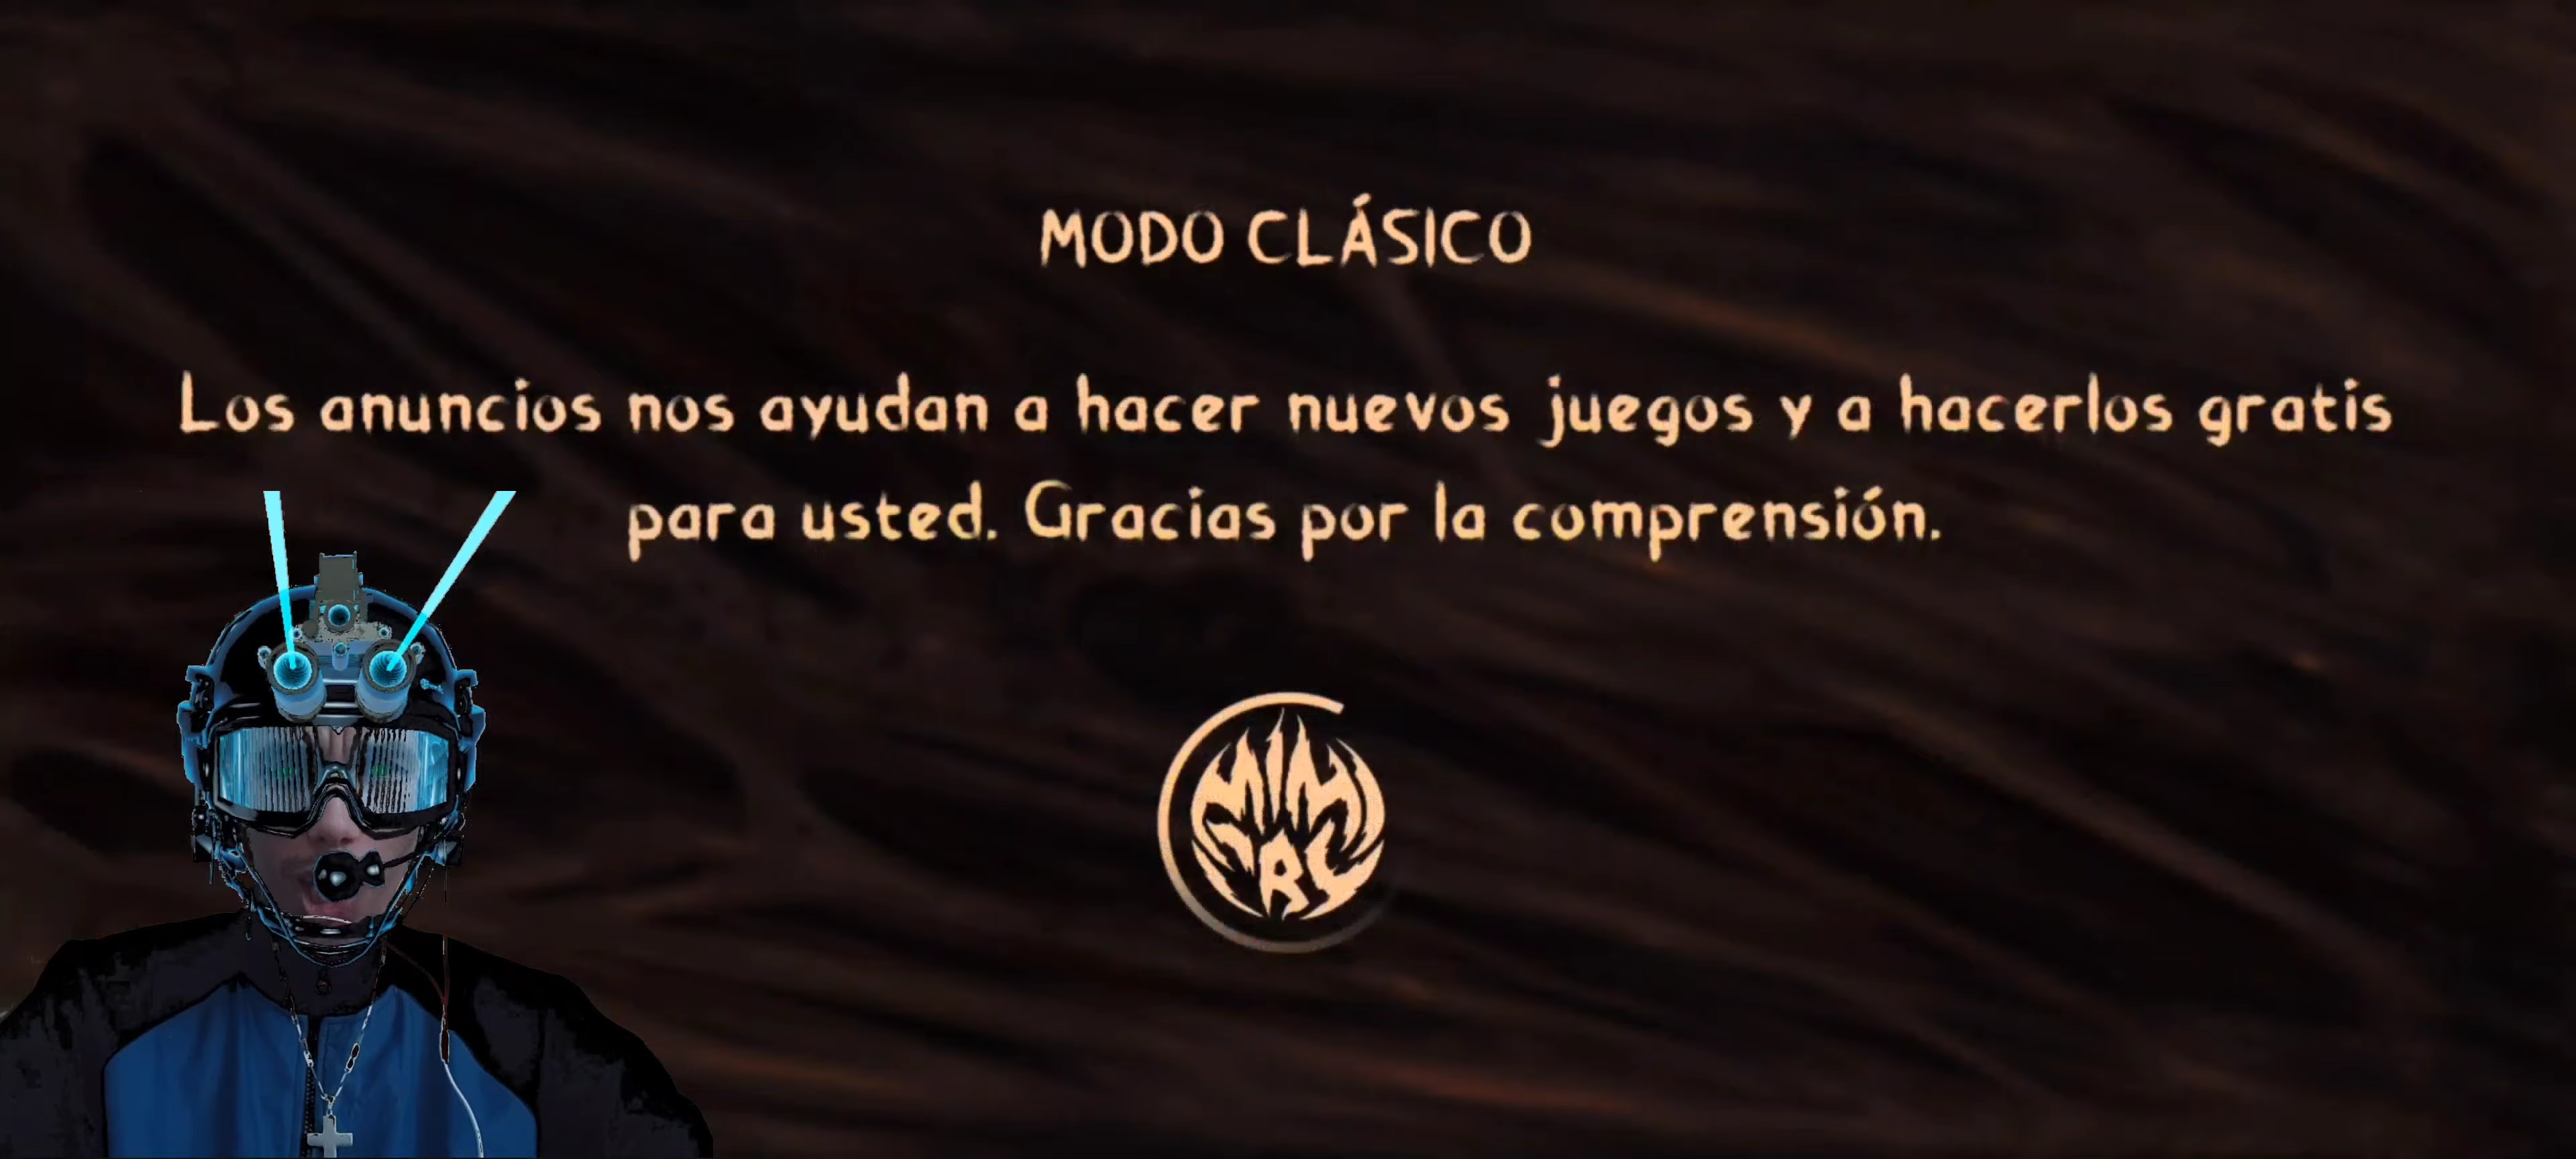 MODO CLÁSICO
Los anuncios nos ayudan a hacer nuevos juegos y a hacerlos gratis
para usted. Gracias por la comprensión.